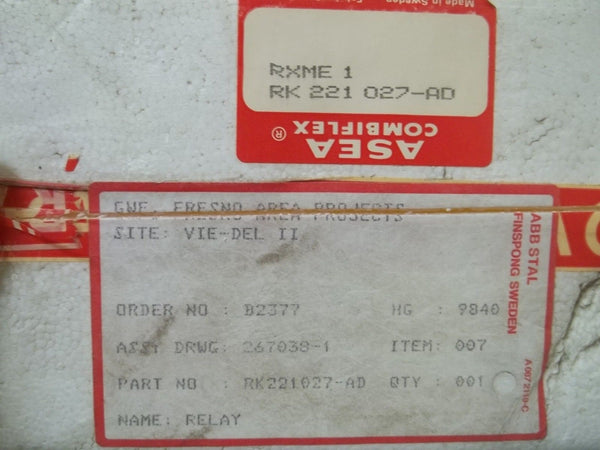 Made in Sweden
RXME 1
RK 221 027-AD
ASEA
COMBIFLEX ®
GWF, FRESNO AREA PROJECTS
SITE: VIE-DEL II
ORDER NO : B2377 HG : 9840
ASSY DRWG: 267038-1 ITEM: 007
PART NO : RK221027-AD QTY : 001
NAME: RELAY
ABB STAL
FINSPONG SWEDEN